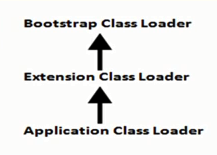 Bootstrap Class Loader
Extension Class Loader
Application Class Loader